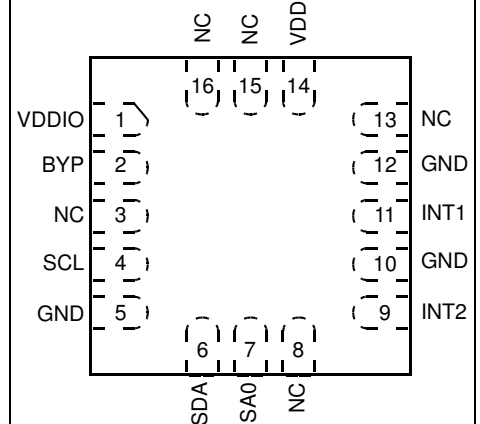 NC NC VDD
16 15 14
VDDIO 1 13 NC
BYP 2 12 GND
NC 3 11 INT1
SCL 4 10 GND
GND 5 9 INT2
6 7 8
SDA SA0 NC